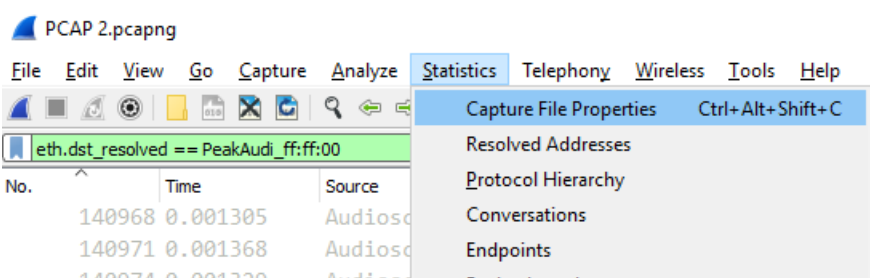 PCAP 2.pcapng
File Edit View Go Capture Analyze Statistics Telephony Wireless Tools Help
Capture File Properties Ctrl+Alt+Shift+C
eth.dst_resolved == PeakAudi_ff:ff:00
Resolved Addresses
No. Time Source
Protocol Hierarchy
140968 0.001305 Audiosc
Conversations
140971 0.001368 Audiosc
Endpoints